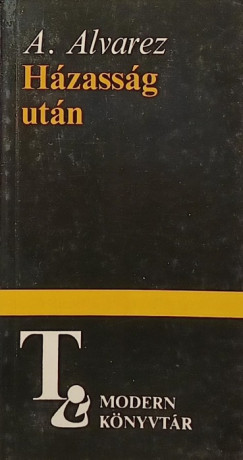 A. Alvarez
Házasság
után
T
MODERN
KÖNYVTÁR